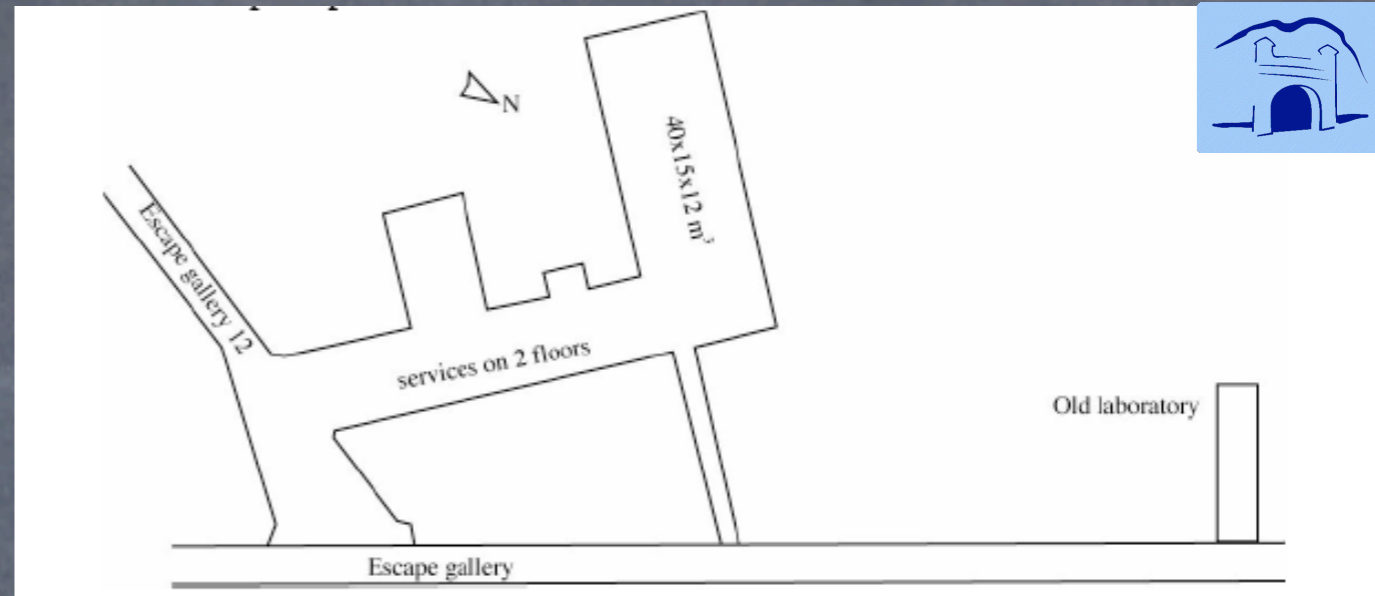 N
40x15x12 m³
Escape gallery 12
services on 2 floors
Old laboratory
Escape gallery